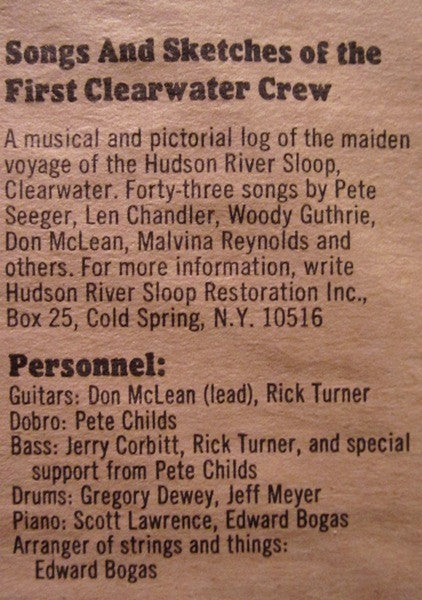 Songs And Sketches of the
First Clearwater Crew
A musical and pictorial log of the maiden
voyage of the Hudson River Sloop,
Clearwater. Forty-three songs by Pete
Seeger, Len Chandler, Woody Guthrie,
Don McLean, Malvina Reynolds and
others. For more information, write
Hudson River Sloop Restoration Inc.,
Box 25, Cold Spring, N.Y. 10516
Personnel:
Guitars: Don McLean (lead), Rick Turner
Dobro: Pete Childs
Bass: Jerry Corbitt, Rick Turner, and special
support from Pete Childs
Drums: Gregory Dewey, Jeff Meyer
Piano: Scott Lawrence, Edward Bogas
Arranger of strings and things:
Edward Bogas